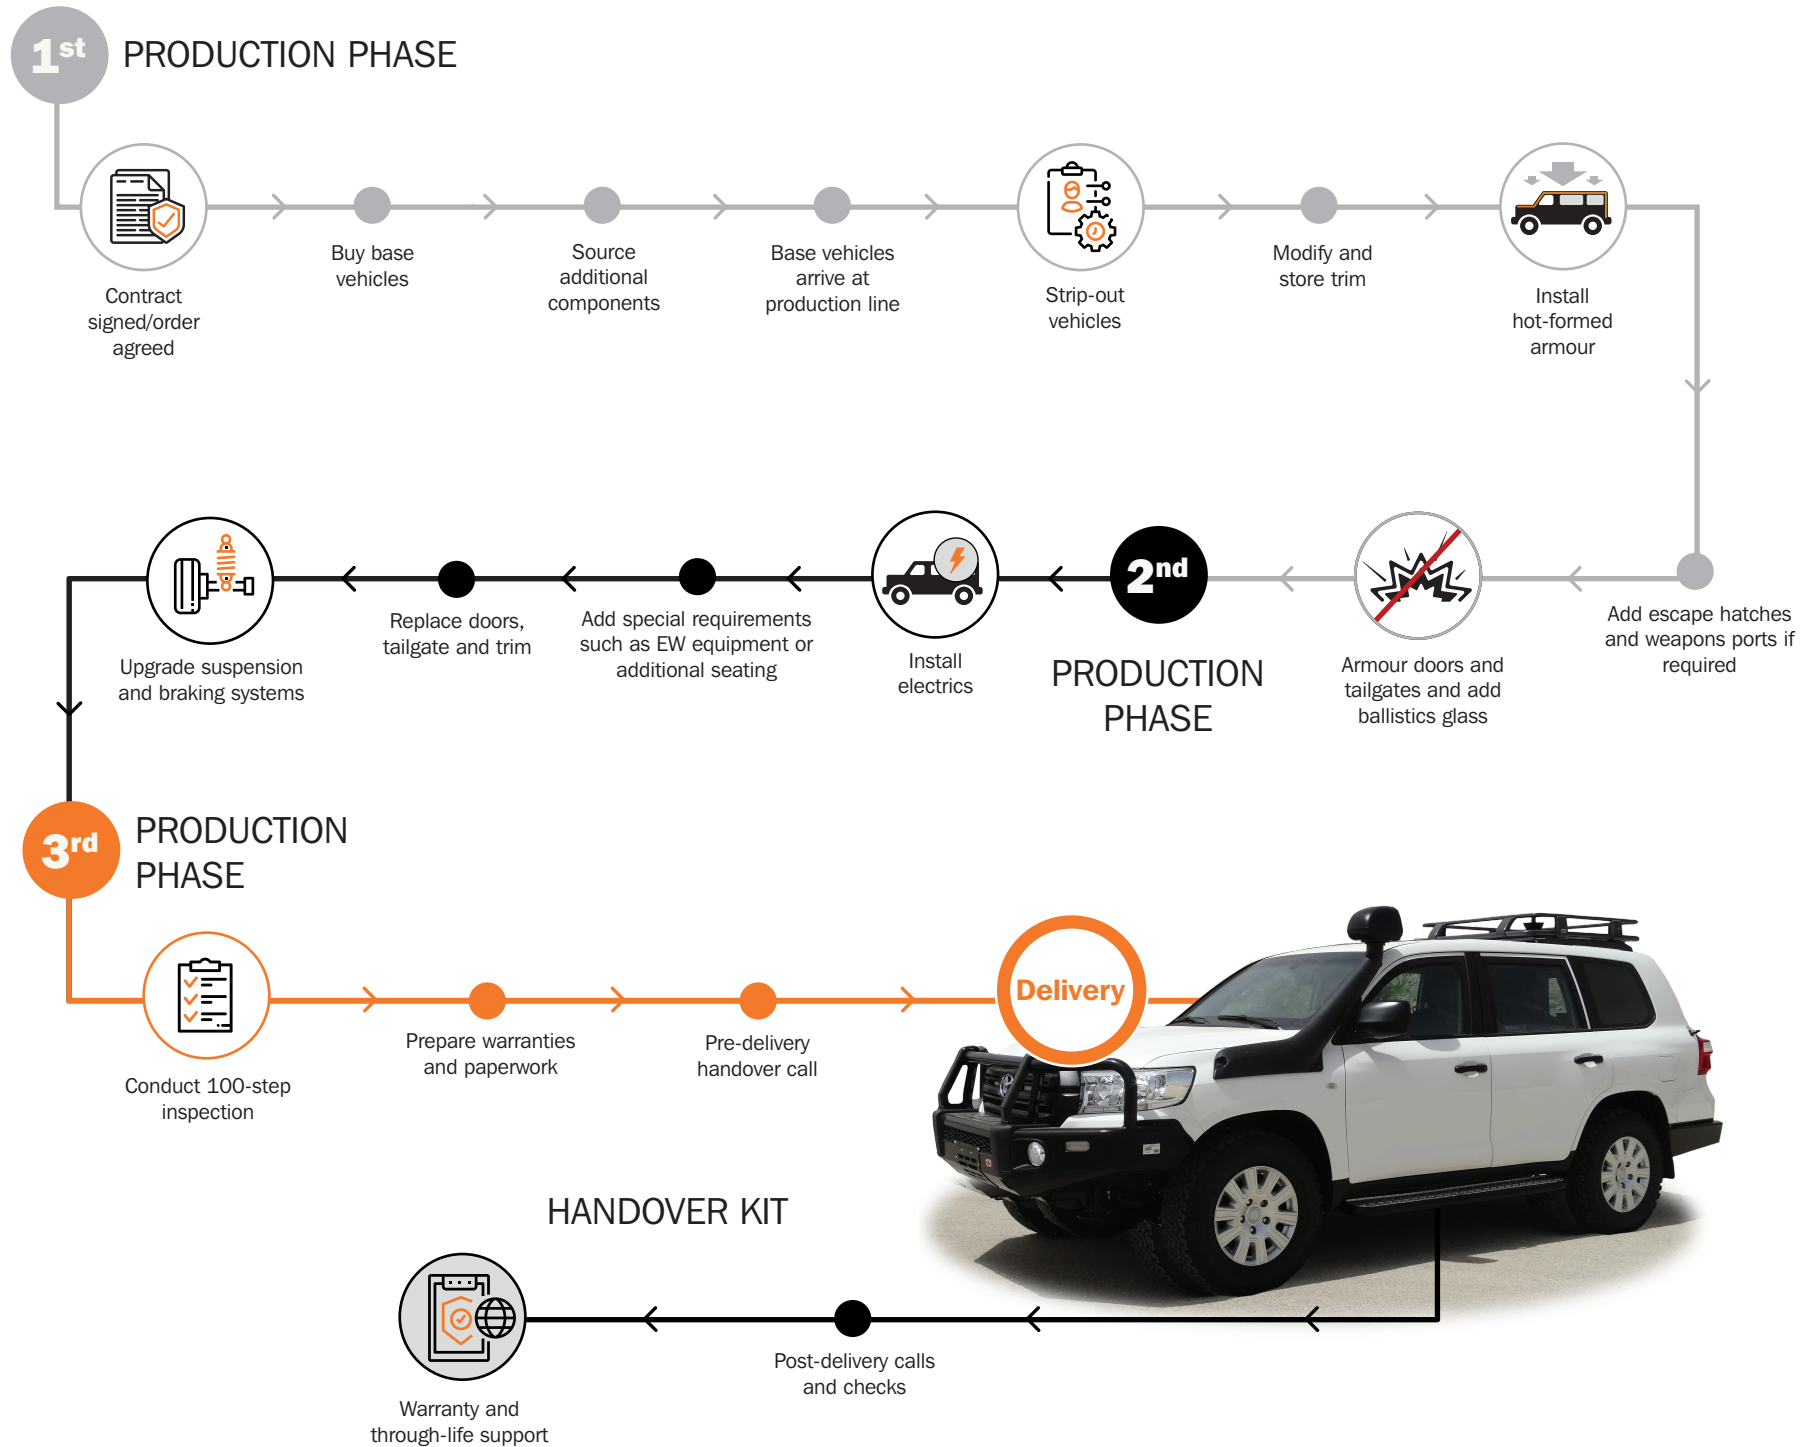 1st
PRODUCTION PHASE
Contract
signed/order
agreed
Buy base
vehicles
Source
additional
components
Base vehicles
arrive at
production line
Strip-out
vehicles
Modify and
store trim
Install
hot-formed
armour
Add escape hatches
and weapons ports if
required
Armour doors and
tailgates and add
ballistics glass
2nd
PRODUCTION
PHASE
Install
electrics
Add special requirements
such as EW equipment or
additional seating
Replace doors,
tailgate and trim
Upgrade suspension
and braking systems
3rd
PRODUCTION
PHASE
Conduct 100-step
inspection
Prepare warranties
and paperwork
Pre-delivery
handover call
Delivery
HANDOVER KIT
Post-delivery calls
and checks
Warranty and
through-life support